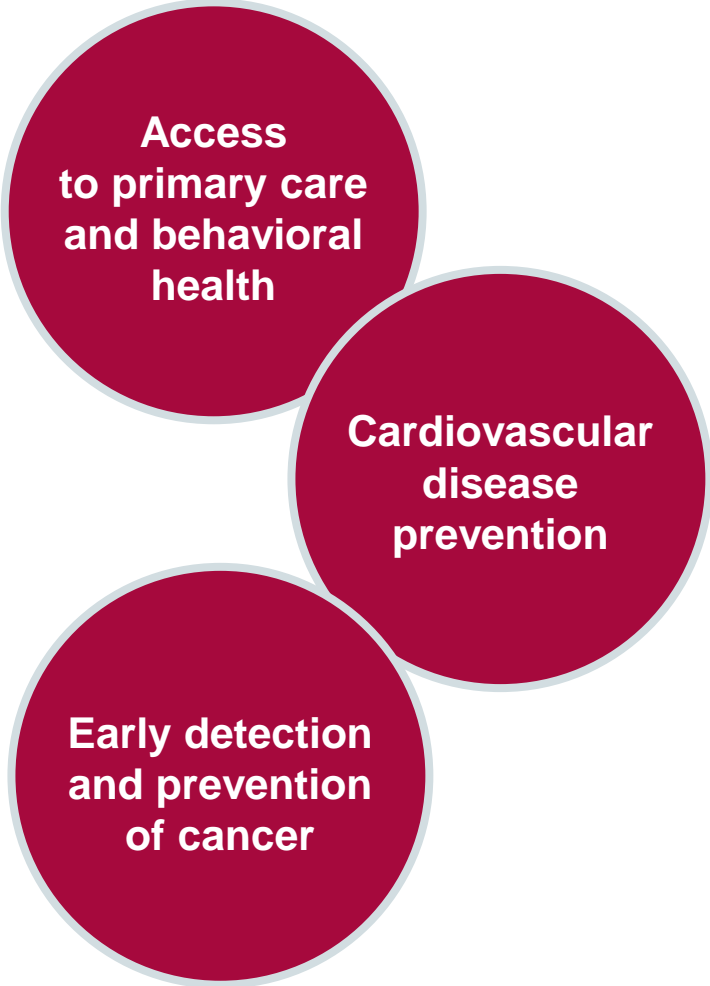 Access
to primary care
and behavioral
health
Cardiovascular
disease
prevention
Early detection
and prevention
of cancer